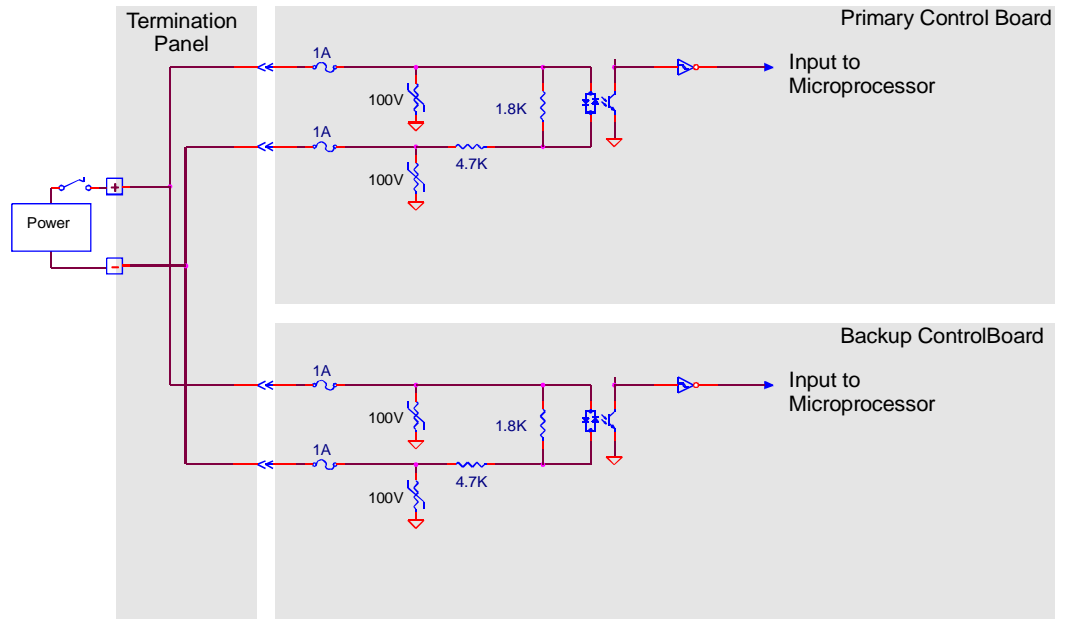 Termination
Panel
Primary Control Board
1A
Input to
Microprocessor
100V
1.8K
1A
4.7K
100V
+
Power
-
Backup ControlBoard
1A
Input to
Microprocessor
100V
1.8K
1A
4.7K
100V